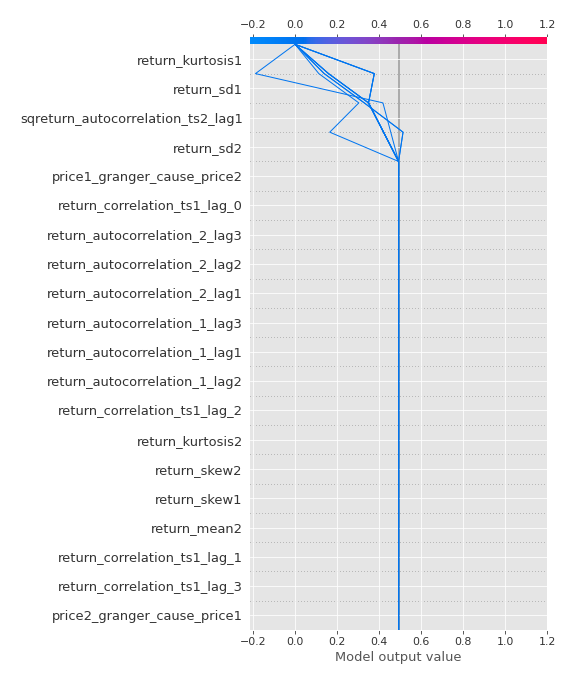 −0.2 0.0 0.2 0.4 0.6 0.8 1.0 1.2
return_kurtosis1
return_sd1
sqreturn_autocorrelation_ts2_lag1
return_sd2
price1_granger_cause_price2
return_correlation_ts1_lag_0
return_autocorrelation_2_lag3
return_autocorrelation_2_lag2
return_autocorrelation_2_lag1
return_autocorrelation_1_lag3
return_autocorrelation_1_lag1
return_autocorrelation_1_lag2
return_correlation_ts1_lag_2
return_kurtosis2
return_skew2
return_skew1
return_mean2
return_correlation_ts1_lag_1
return_correlation_ts1_lag_3
price2_granger_cause_price1
−0.2 0.0 0.2 0.4 0.6 0.8 1.0 1.2
Model output value